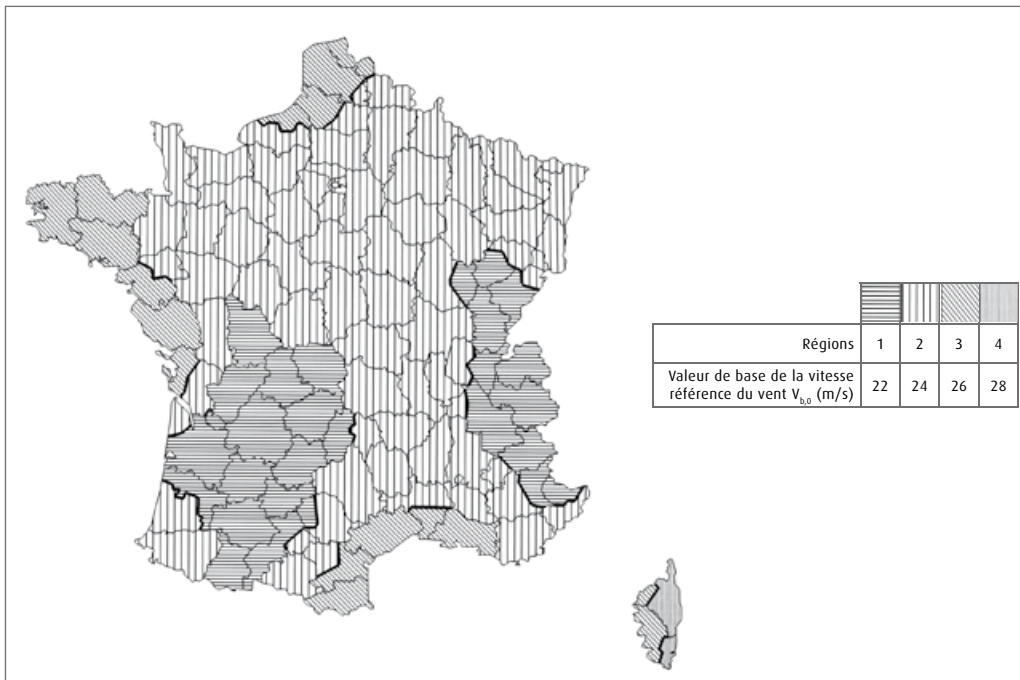 Régions 1 2 3 4
Valeur de base de la vitesse
référence du vent V_b,0 (m/s) 22 24 26 28